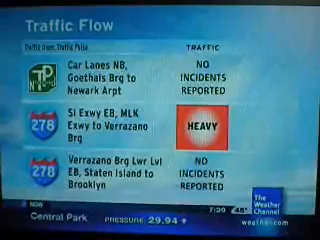 Traffic Flow
Traffic from: Traffic Pulse
TRAFFIC
Car Lanes NB,
Goethals Brg to
Newark Arpt
NO
INCIDENTS
REPORTED
278
SI Exwy EB, MLK
Exwy to Verrazano
Brg
HEAVY
278
Verrazano Brg Lwr Lvl
EB, Staten Island to
Brooklyn
NO
INCIDENTS
REPORTED
NOW
Central Park
PRESSURE: 29.94
7:20 48°
The
Weather
Channel
weather.com